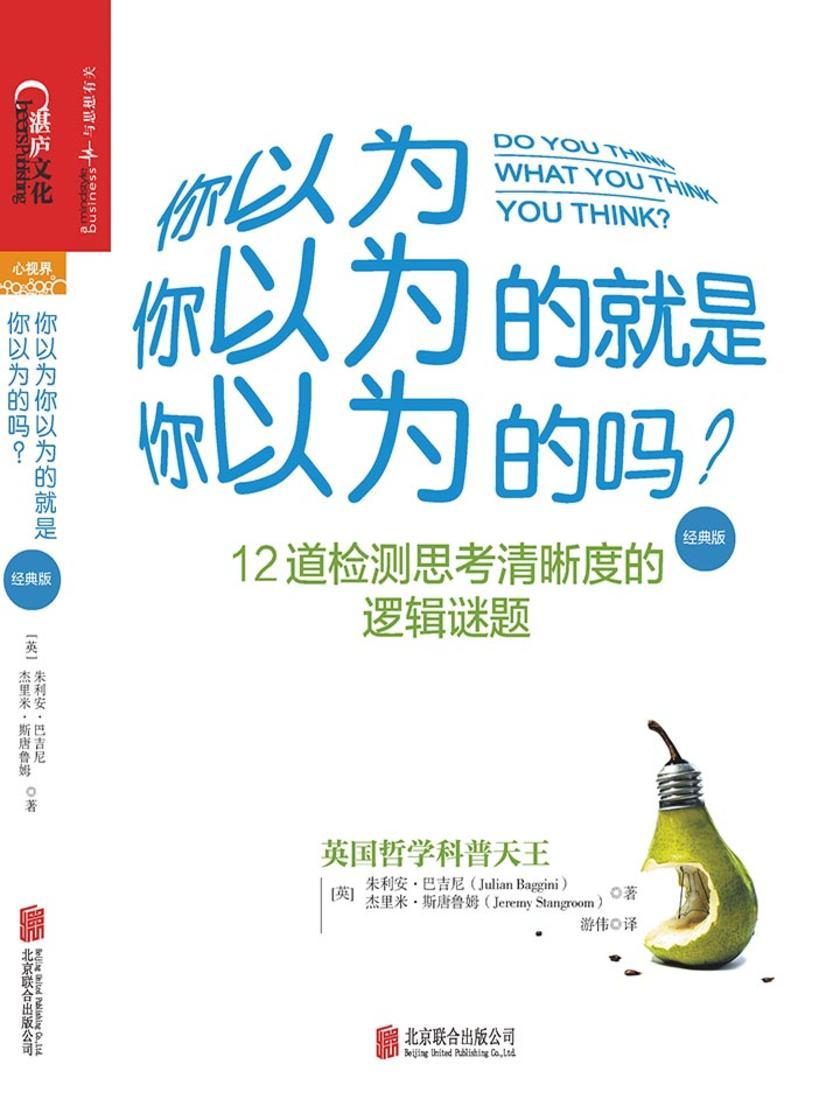 湛庐文化
Cheers Publishing
a mindstyle business
与思想有关
心视界
你以为你以为的就是
你以为的吗？
经典版
［英］
朱利安·巴吉尼
杰里米·斯唐鲁姆
◎著
北京联合出版公司
Beijing United Publishing Co.,Ltd.
你以为
DO YOU THINK
WHAT YOU THINK
YOU THINK?
你以为的就是
你以为的吗？
经典版
12道检测思考清晰度的
逻辑谜题
英国哲学科普天王
［英］
朱利安·巴吉尼（Julian Baggini）
杰里米·斯唐鲁姆（Jeremy Stangroom）
◎著
游伟◎译
北京联合出版公司
Beijing United Publishing Co.,Ltd.